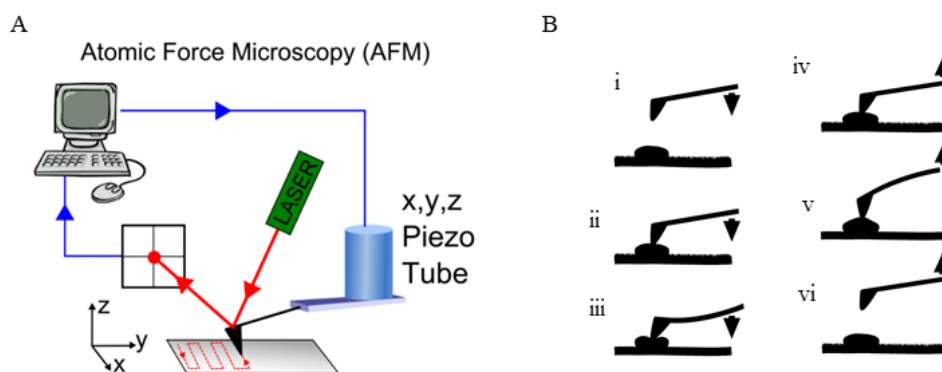 A
Atomic Force Microscopy (AFM)
LASER
x,y,z
Piezo
Tube
z
y
x
B
i
ii
iii
iv
v
vi